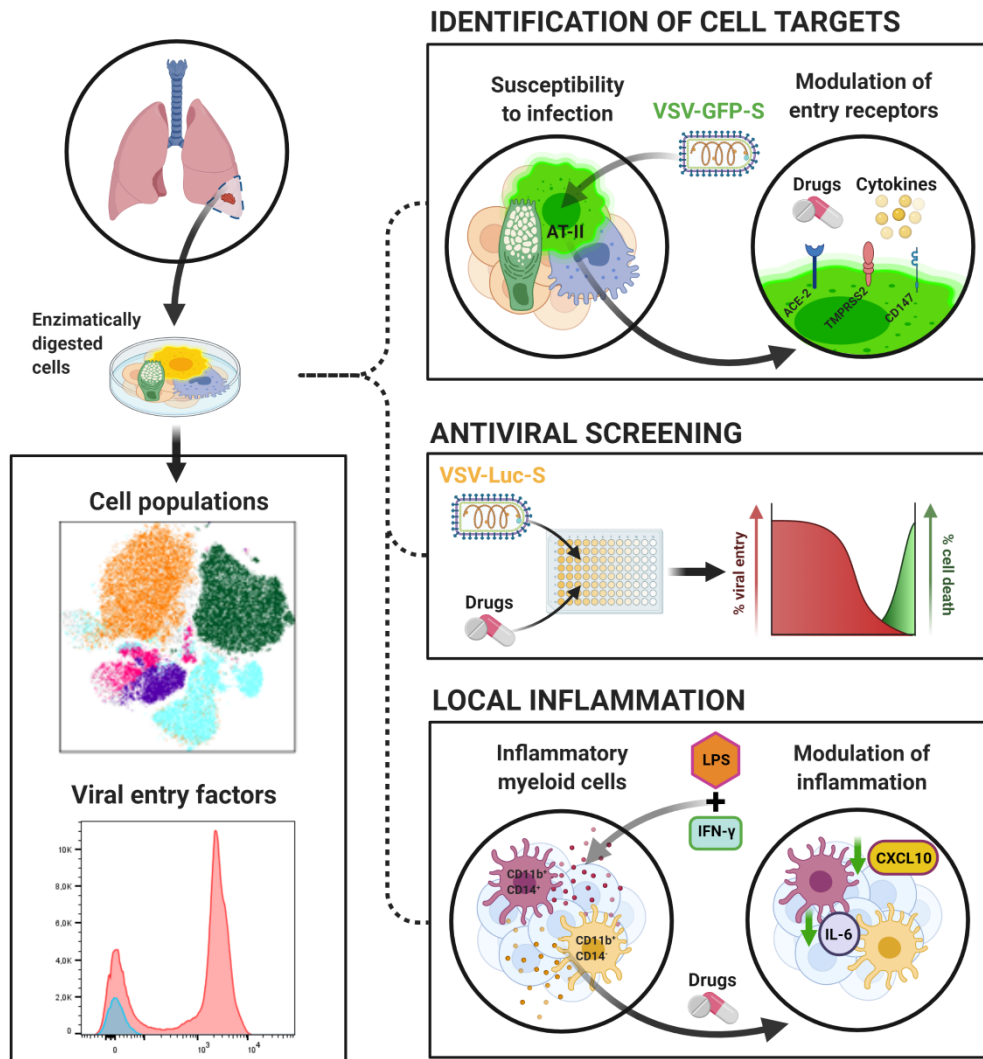 IDENTIFICATION OF CELL TARGETS
Susceptibility
to infection
VSV-GFP-S
Modulation of
entry receptors
Drugs
Cytokines
AT-II
ACE-2
TMPRSS2
CD147
Enzimatically
digested
cells
Cell populations
Viral entry factors
10K
8,0K
6,0K
4,0K
2,0K
0
0
10³
10⁴
ANTIVIRAL SCREENING
VSV-Luc-S
Drugs
% viral entry
% cell death
LOCAL INFLAMMATION
Inflammatory
myeloid cells
LPS
+
IFN-γ
Modulation of
inflammation
CD11b⁺
CD14⁺
CD11b⁺
CD14⁻
CXCL10
IL-6
Drugs